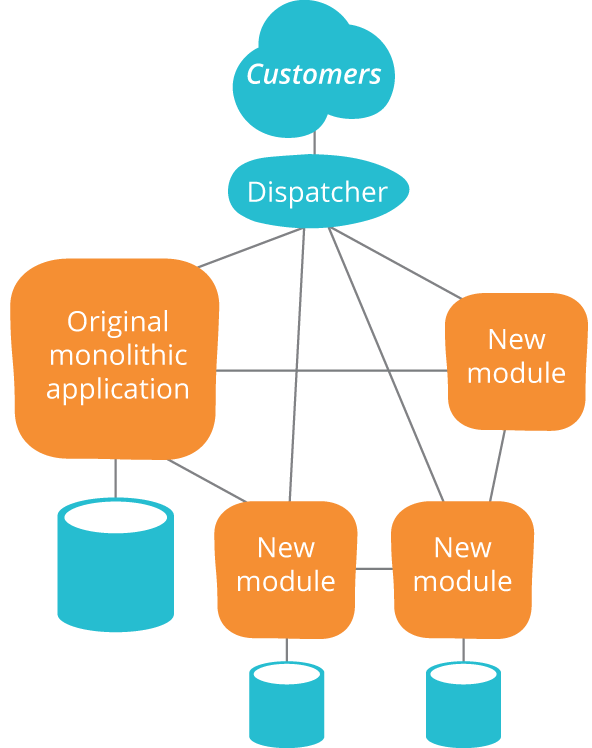 Customers
Dispatcher
Original
monolithic
application
New
module
New
module
New
module